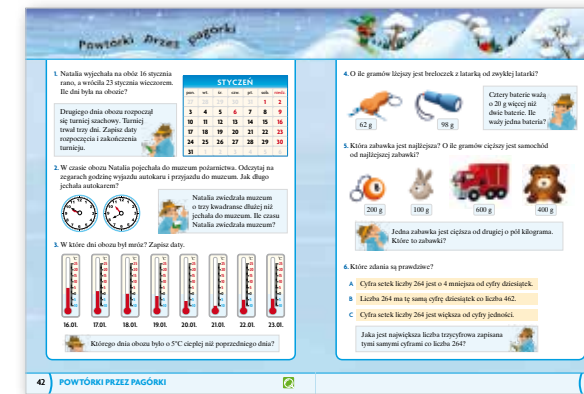 Powtórki przez pagórki
1. Natalia wyjechała na obóz 16 stycznia
rano, a wróciła 23 stycznia wieczorem.
Ile dni była na obozie?
Drugiego dnia obozu rozpoczął
się turniej szachowy. Turniej
trwał trzy dni. Zapisz daty
rozpoczęcia i zakończenia
turnieju.
STYCZEŃ
pon. wt. śr. czw. pt. sob. niedz.
27 28 29 30 31 1 2
3 4 5 6 7 8 9
10 11 12 13 14 15 16
17 18 19 20 21 22 23
24 25 26 27 28 29 30
31
2. W czasie obozu Natalia pojechała do muzeum pożarnictwa. Odczytaj na
zegarach godzinę wyjazdu autokaru i przyjazdu do muzeum. Jak długo
jechała autokarem?
Natalia zwiedzała muzeum
o trzy kwadranse dłużej niż
jechała do muzeum. Ile czasu
Natalia zwiedzała muzeum?
3. W które dni obozu był mróz? Zapisz daty.
16.01. 17.01. 18.01. 19.01. 20.01. 21.01. 22.01. 23.01.
Którego dnia obozu było o 5°C cieplej niż poprzedniego dnia?
42 POWTÓRKI PRZEZ PAGÓRKI
4. O ile gramów lżejszy jest breloczek z latarką od zwykłej latarki?
62 g
98 g
Cztery baterie ważą
o 20 g więcej niż
dwie baterie. Ile
waży jedna bateria?
5. Która zabawka jest najlżejsza? O ile gramów cięższy jest samochód
od najlżejszej zabawki?
200 g
100 g
600 g
400 g
Jedna zabawka jest cięższa od drugiej o pół kilograma.
Które to zabawki?
6. Które zdania są prawdziwe?
A Cyfra setek liczby 264 jest o 4 mniejsza od cyfry dziesiątek.
B Liczba 264 ma tę samą cyfrę dziesiątek co liczba 462.
C Cyfra setek liczby 264 jest większa od cyfry jedności.
Jaka jest największa liczba trzycyfrowa zapisana
tymi samymi cyframi co liczba 264?